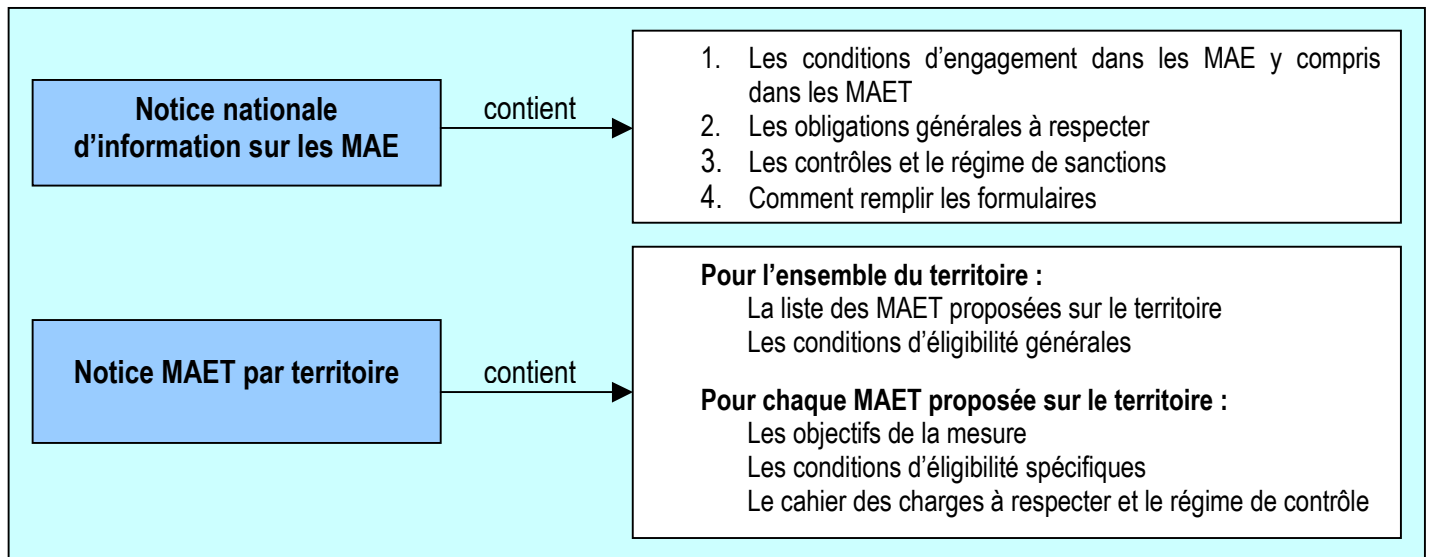 Notice nationale
d’information sur les MAE
contient
1. Les conditions d’engagement dans les MAE y compris
dans les MAET
2. Les obligations générales à respecter
3. Les contrôles et le régime de sanctions
4. Comment remplir les formulaires
Notice MAET par territoire
contient
Pour l’ensemble du territoire :
La liste des MAET proposées sur le territoire
Les conditions d’éligibilité générales
Pour chaque MAET proposée sur le territoire :
Les objectifs de la mesure
Les conditions d’éligibilité spécifiques
Le cahier des charges à respecter et le régime de contrôle